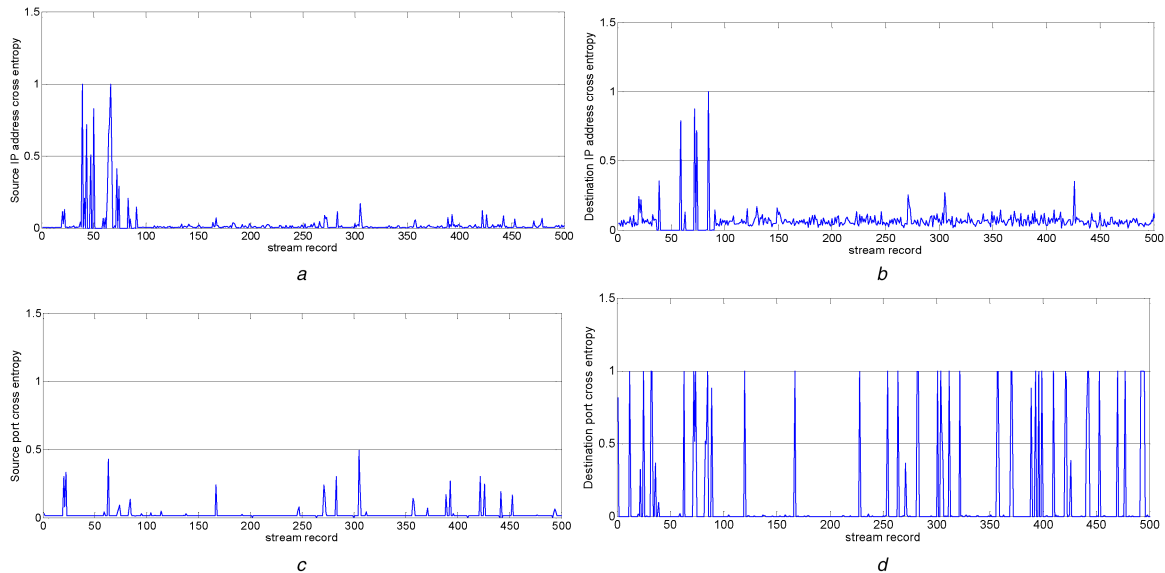 1.5
1
0.5
0
Source IP address cross entropy
0 50 100 150 200 250 300 350 400 450 500
stream record
a
1.5
1
0.5
0
Destination IP address cross entropy
0 50 100 150 200 250 300 350 400 450 500
stream record
b
1.5
1
0.5
0
Source port cross entropy
0 50 100 150 200 250 300 350 400 450 500
stream record
c
1.5
1
0.5
0
Destination port cross entropy
0 50 100 150 200 250 300 350 400 450 500
stream record
d